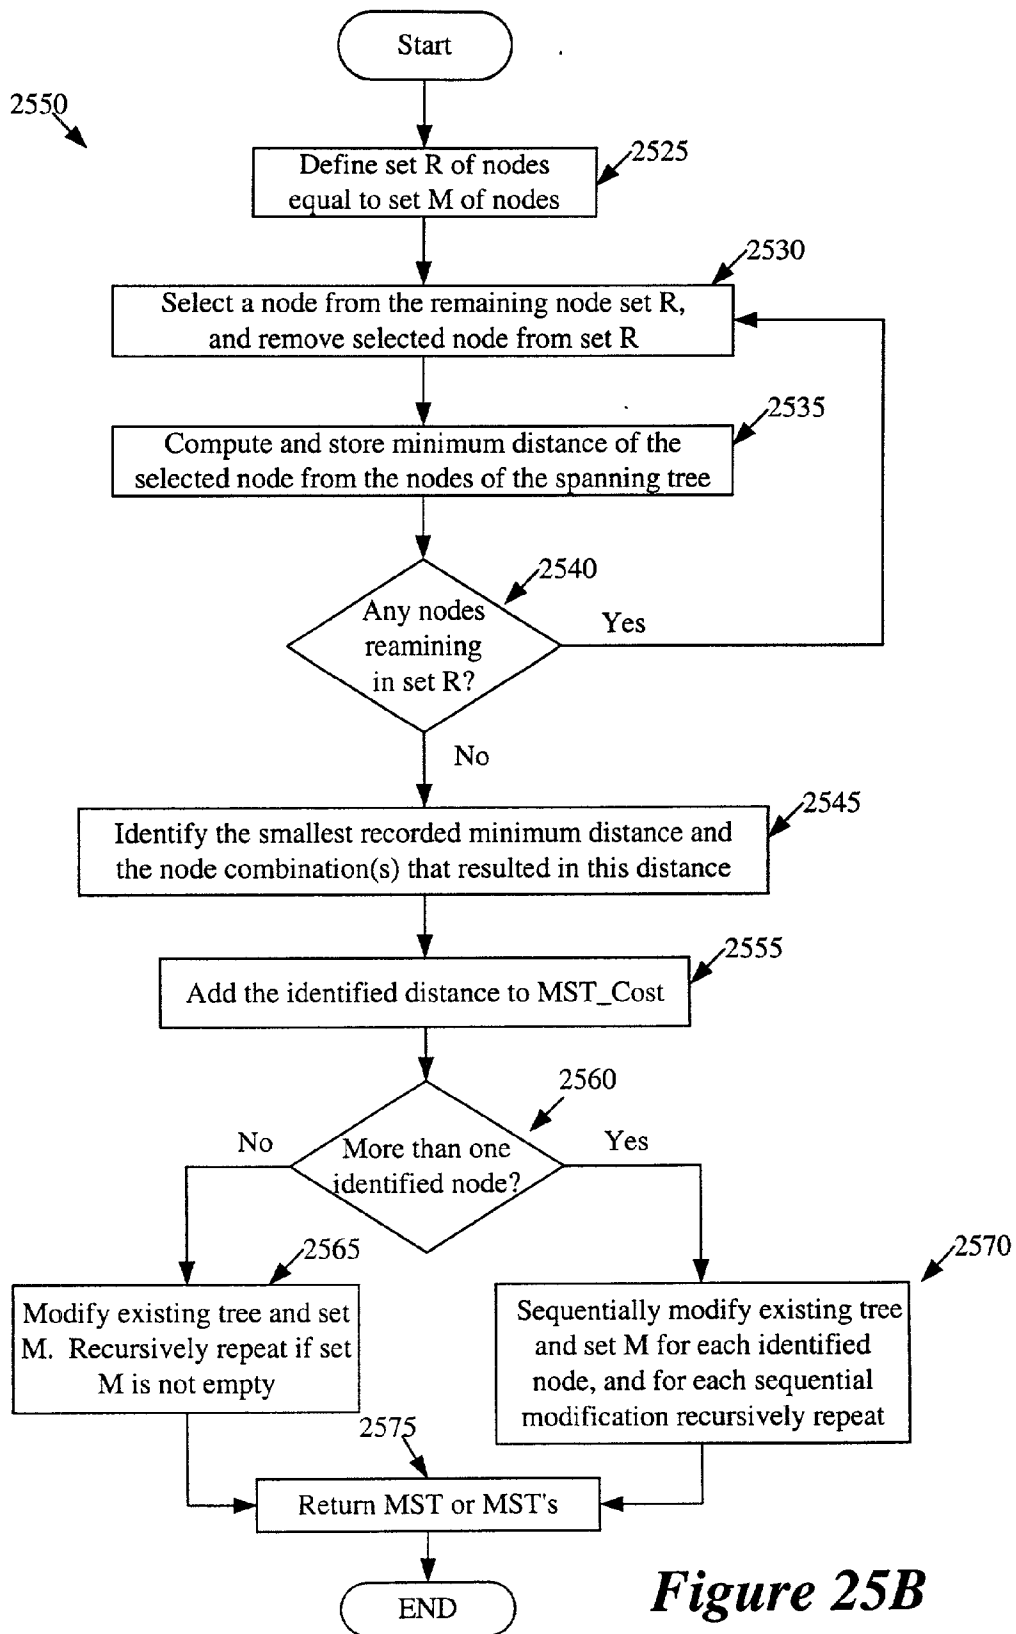 Start
2550
Define set R of nodes
equal to set M of nodes
2525
2530
Select a node from the remaining node set R,
and remove selected node from set R
2535
Compute and store minimum distance of the
selected node from the nodes of the spanning tree
2540
Any nodes
reamining
in set R?
Yes
No
2545
Identify the smallest recorded minimum distance and
the node combination(s) that resulted in this distance
2555
Add the identified distance to MST_Cost
2560
No
More than one
identified node?
Yes
2565
Modify existing tree and set
M. Recursively repeat if set
M is not empty
2570
Sequentially modify existing tree
and set M for each identified
node, and for each sequential
modification recursively repeat
2575
Return MST or MST's
END
Figure 25B